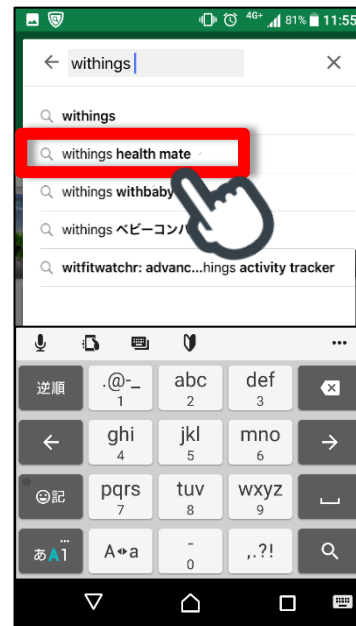 4G+ 81% 11:55
withings
withings
withings health mate
withings withbaby
withings ベビーコン
witfitwatchr: advanc...hings activity tracker
逆順 .@-_ 1 abc 2 def 3
ghi 4 jkl 5 mno 6
記 pqrs 7 tuv 8 wxyz 9
あA1 A a - 0 ,.?!